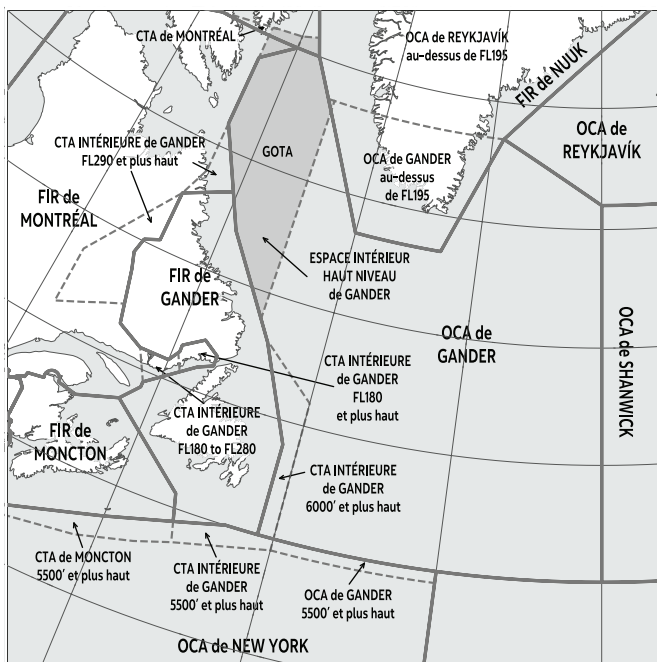 CTA de MONTRÉAL
OCA de REYKJAVÍK
au-dessus de FL195
FIR de NUUK
OCA de
REYKJAVÍK
CTA INTÉRIEURE de GANDER
FL290 et plus haut
GOTA
OCA de GANDER
au-dessus
de FL195
FIR de
MONTRÉAL
ESPACE INTÉRIEUR
HAUT NIVEAU
de GANDER
FIR de
GANDER
OCA de
GANDER
OCA de SHANWICK
CTA INTÉRIEURE
de GANDER
FL180
et plus haut
CTA INTÉRIEURE
de GANDER
FL180 to FL280
FIR de
MONCTON
CTA INTÉRIEURE
de GANDER
6000′ et plus haut
CTA de MONCTON
5500′ et plus haut
CTA INTÉRIEURE
de GANDER
5500′ et plus haut
OCA de GANDER
5500′ et plus haut
OCA de NEW YORK